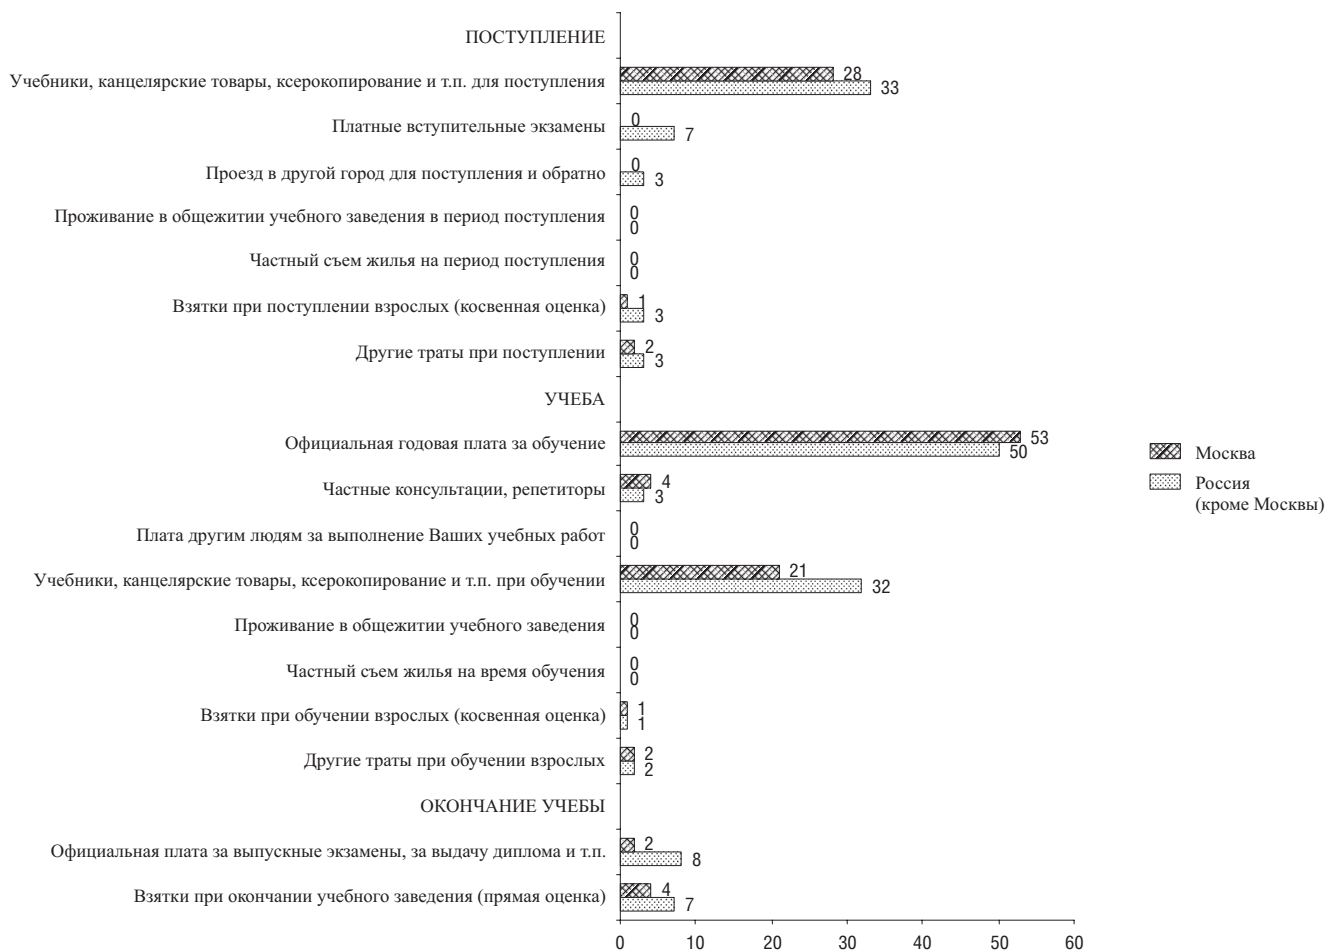 ПОСТУПЛЕНИЕ
Учебники, канцелярские товары, ксерокопирование и т.п. для поступления
28
33
Платные вступительные экзамены
0
7
Проезд в другой город для поступления и обратно
0
3
Проживание в общежитии учебного заведения в период поступления
0
0
Частный съем жилья на период поступления
0
0
Взятки при поступлении взрослых (косвенная оценка)
1
3
Другие траты при поступлении
2
3
УЧЕБА
Официальная годовая плата за обучение
53
50
Частные консультации, репетиторы
4
3
Плата другим людям за выполнение Ваших учебных работ
0
0
Учебники, канцелярские товары, ксерокопирование и т.п. при обучении
21
32
Проживание в общежитии учебного заведения
0
0
Частный съем жилья на время обучения
0
0
Взятки при обучении взрослых (косвенная оценка)
1
1
Другие траты при обучении взрослых
2
2
ОКОНЧАНИЕ УЧЕБЫ
Официальная плата за выпускные экзамены, за выдачу диплома и т.п.
2
8
Взятки при окончании учебного заведения (прямая оценка)
4
7
0 10 20 30 40 50 60
Москва
Россия
(кроме Москвы)